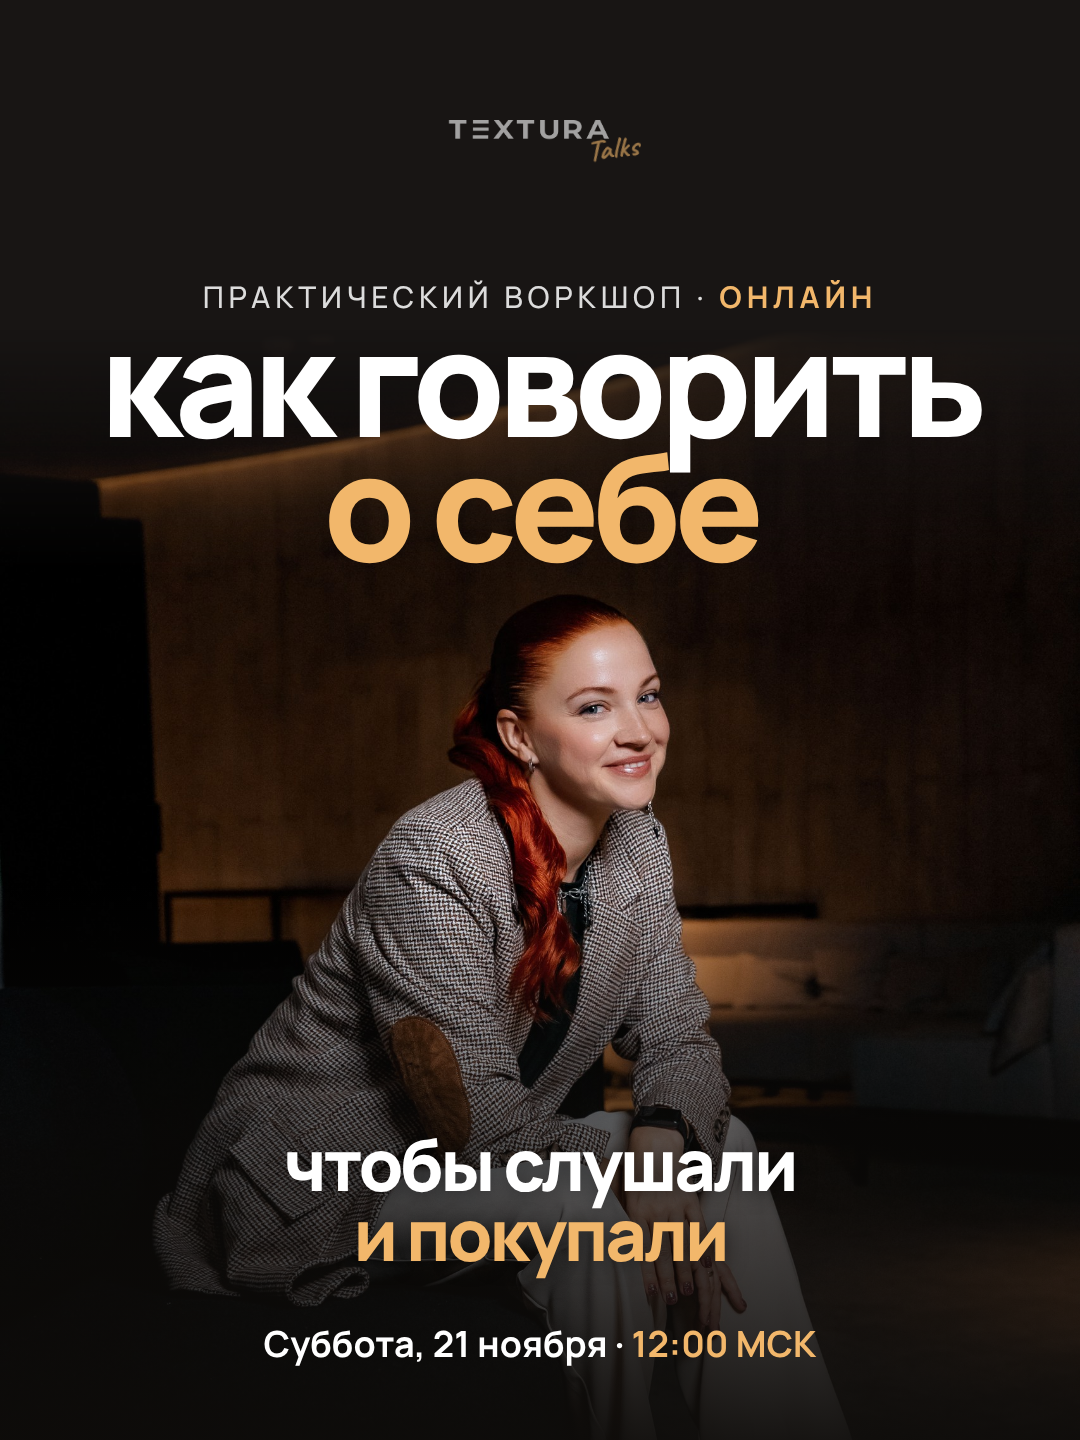 TEXTURA
Talks
ПРАКТИЧЕСКИЙ ВОРКШОП · ОНЛАЙН
как говорить
о себе
чтобы слушали
и покупали
Суббота, 21 ноября · 12:00 МСК